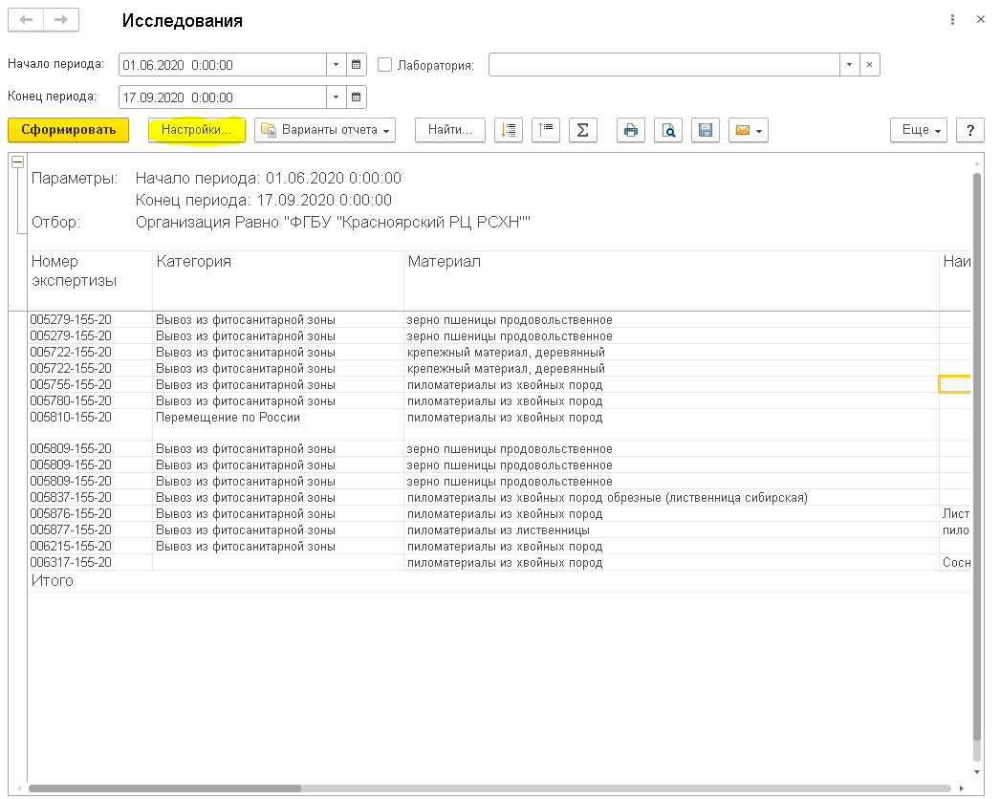 Исследования
Начало периода: 01.06.2020 0:00:00 Лаборатория:
Конец периода: 17.09.2020 0:00:00
Сформировать Настройки... Варианты отчета Найти... Еще ?
Параметры: Начало периода: 01.06.2020 0:00:00
Конец периода: 17.09.2020 0:00:00
Отбор: Организация Равно "ФГБУ "Красноярский РЦ РСХН""
Номер экспертизы Категория Материал Наи
005279-155-20 Вывоз из фитосанитарной зоны зерно пшеницы продовольственное
005279-155-20 Вывоз из фитосанитарной зоны зерно пшеницы продовольственное
005722-155-20 Вывоз из фитосанитарной зоны крепежный материал, деревянный
005722-155-20 Вывоз из фитосанитарной зоны крепежный материал, деревянный
005755-155-20 Вывоз из фитосанитарной зоны пиломатериалы из хвойных пород
005780-155-20 Вывоз из фитосанитарной зоны пиломатериалы из хвойных пород
005810-155-20 Перемещение по России пиломатериалы из хвойных пород
005809-155-20 Вывоз из фитосанитарной зоны зерно пшеницы продовольственное
005809-155-20 Вывоз из фитосанитарной зоны зерно пшеницы продовольственное
005809-155-20 Вывоз из фитосанитарной зоны зерно пшеницы продовольственное
005837-155-20 Вывоз из фитосанитарной зоны пиломатериалы из хвойных пород обрезные (лиственница сибирская)
005876-155-20 Вывоз из фитосанитарной зоны пиломатериалы из хвойных пород Лист
005877-155-20 Вывоз из фитосанитарной зоны пиломатериалы из лиственницы пило
006215-155-20 Вывоз из фитосанитарной зоны пиломатериалы из хвойных пород
006317-155-20 пиломатериалы из хвойных пород Сосн
Итого